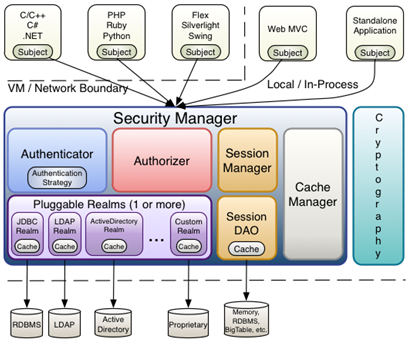 C/C++
C#
.NET
Subject
PHP
Ruby
Python
Subject
Flex
Silverlight
Swing
Subject
Web MVC
Subject
Standalone
Application
Subject
VM / Network Boundary
Local / In-Process
Security Manager
Authenticator
Authentication
Strategy
Authorizer
Session
Manager
Cache
Manager
Cryptography
Pluggable Realms (1 or more)
JDBC
Realm
Cache
LDAP
Realm
Cache
ActiveDirectory
Realm
Cache
...
Custom
Realm
Cache
Session
DAO
Cache
RDBMS
LDAP
Active
Directory
Proprietary
Memory,
RDBMS,
BigTable, etc.